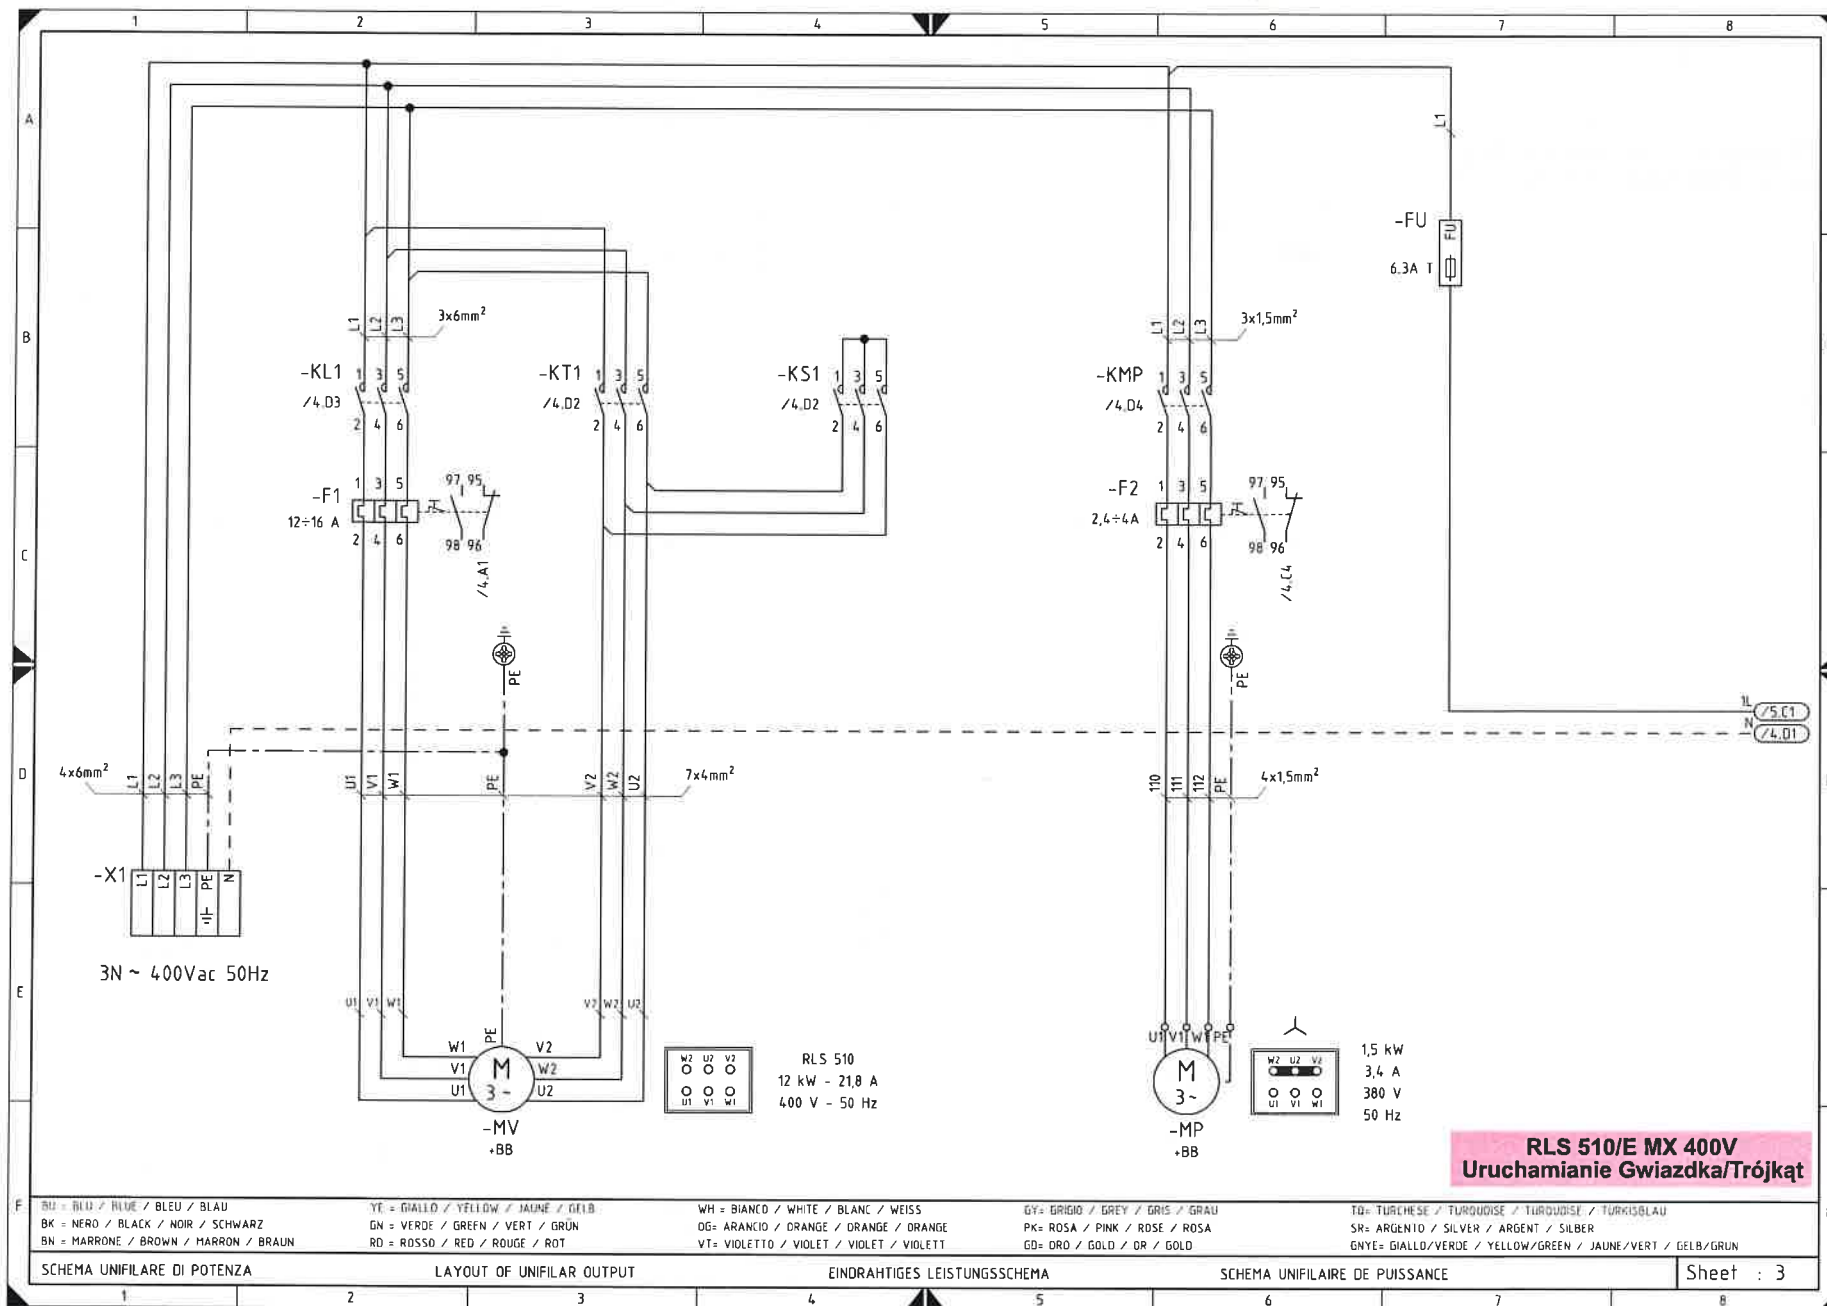 1 2 3 4 5 6 7 8
A
L1
-FU
FU
6.3A T
B
L1 L2 L3
3x6mm²
L1 L2 L3
3x1,5mm²
-KL1 1 3 5
/4.D3
2 4 6
-KT1 1 3 5
/4.D2
2 4 6
-KS1 1 3 5
/4.D2
2 4 6
-KMP 1 3 5
/4.D4
2 4 6
-F1 1 3 5
12÷16 A
2 4 6
97 95
98 96
/4.A1
-F2 1 3 5
2,4÷4A
2 4 6
97 95
98 96
/4.C4
C
PE
PE
1L /5.C1
N /4.D1
D
4x6mm²
L1 L2 L3 PE
U1 V1 W1 PE V2 W2 U2
7x4mm²
110 111 112 PE
4x1,5mm²
-X1 L1 L2 L3 PE N
3N ~ 400Vac 50Hz
E
U1 V1 W1 V2 W2 U2
PE
W1 V2
V1 W2
U1 U2
M
3~
-MV
+BB
W2 U2 V2
U1 V1 W1
RLS 510
12 kW - 21,8 A
400 V - 50 Hz
U1 V1 W1 PE
M
3~
-MP
+BB
W2 U2 V2
U1 V1 W1
1,5 kW
3,4 A
380 V
50 Hz
RLS 510/E MX 400V
Uruchamianie Gwiazdka/Trójkąt
F
BU = BLU / BLUE / BLEU / BLAU
BK = NERO / BLACK / NOIR / SCHWARZ
BN = MARRONE / BROWN / MARRON / BRAUN
YE = GIALLO / YELLOW / JAUNE / GELB
GN = VERDE / GREEN / VERT / GRÜN
RD = ROSSO / RED / ROUGE / ROT
WH = BIANCO / WHITE / BLANC / WEISS
OG= ARANCIO / ORANGE / ORANGE / ORANGE
VT= VIOLETTO / VIOLET / VIOLET / VIOLETT
GY= GRIGIO / GREY / GRIS / GRAU
PK= ROSA / PINK / ROSE / ROSA
GD= ORO / GOLD / OR / GOLD
TQ= TURCHESE / TURQUOISE / TURQUOISE / TÜRKISBLAU
SR= ARGENTO / SILVER / ARGENT / SILBER
GNYE= GIALLO/VERDE / YELLOW/GREEN / JAUNE/VERT / GELB/GRÜN
SCHEMA UNIFILARE DI POTENZA
LAYOUT OF UNIFILAR OUTPUT
EINDRAHTIGES LEISTUNGSSCHEMA
SCHEMA UNIFILAIRE DE PUISSANCE
Sheet : 3
1 2 3 4 5 6 7 8